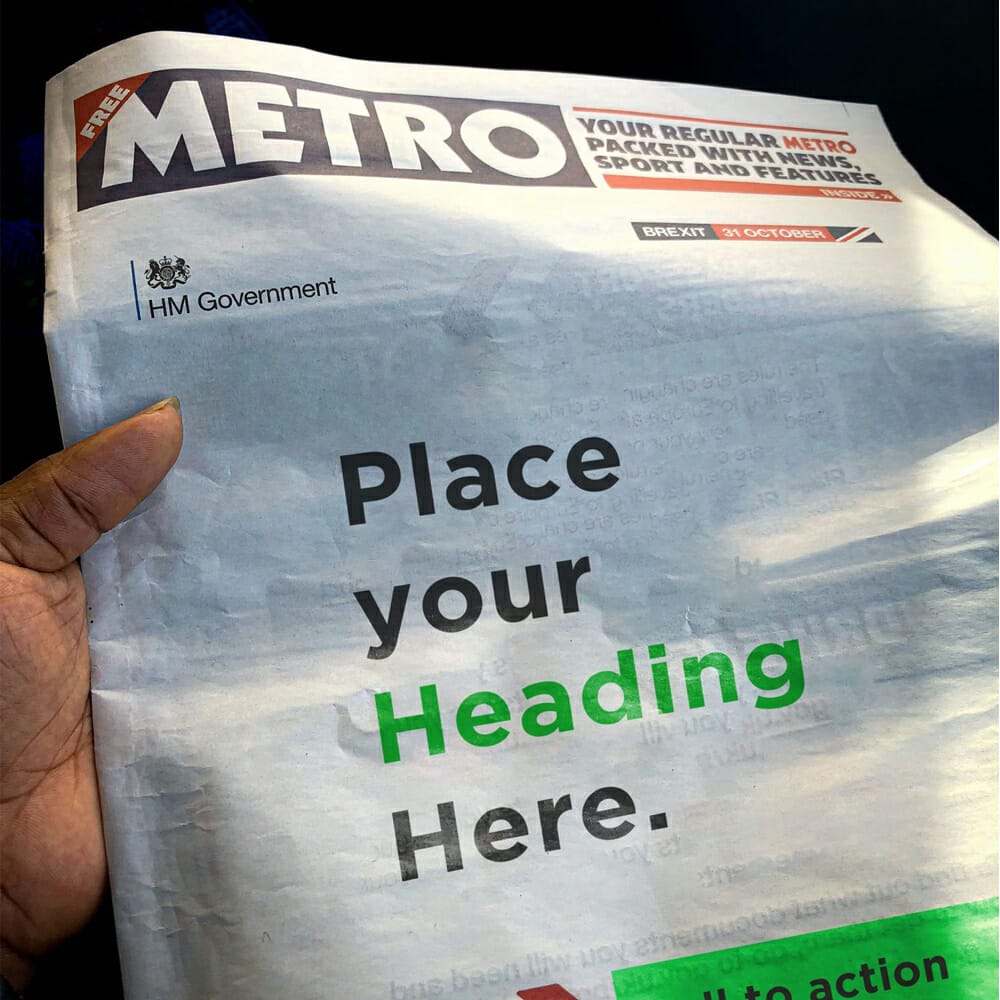 FREE
METRO
YOUR REGULAR METRO
PACKED WITH NEWS,
SPORT AND FEATURES
INSIDE »
BREXIT 31 OCTOBER
HM Government
Place
your
Heading
Here.
to action